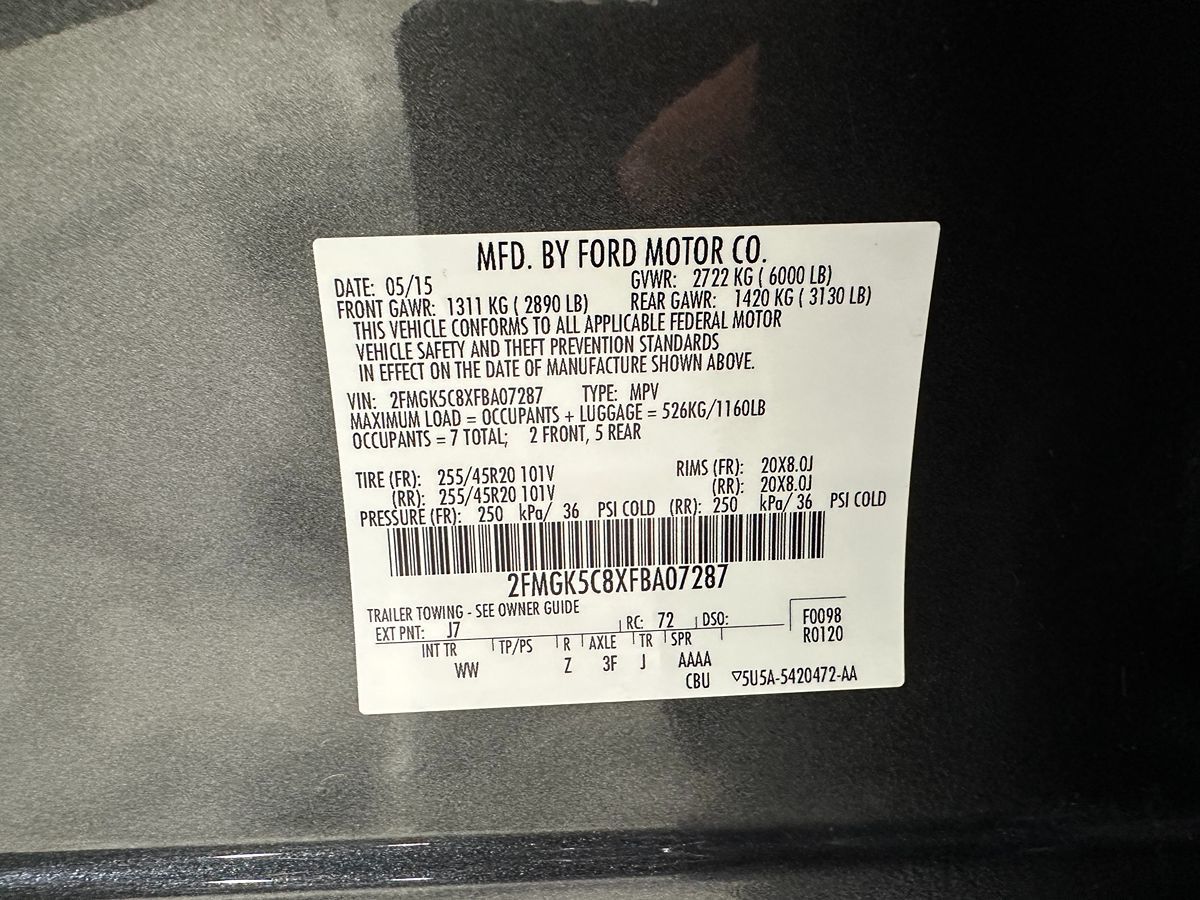 MFD. BY FORD MOTOR CO.
DATE: 05/15 GVWR: 2722 KG ( 6000 LB)
FRONT GAWR: 1311 KG ( 2890 LB) REAR GAWR: 1420 KG ( 3130 LB)
THIS VEHICLE CONFORMS TO ALL APPLICABLE FEDERAL MOTOR
VEHICLE SAFETY AND THEFT PREVENTION STANDARDS
IN EFFECT ON THE DATE OF MANUFACTURE SHOWN ABOVE.
VIN: 2FMGK5C8XFBA07287 TYPE: MPV
MAXIMUM LOAD = OCCUPANTS + LUGGAGE = 526KG/1160LB
OCCUPANTS = 7 TOTAL; 2 FRONT, 5 REAR
TIRE (FR): 255/45R20 101V RIMS (FR): 20X8.0J
(RR): 255/45R20 101V (RR): 20X8.0J
PRESSURE (FR): 250 kPa/ 36 PSI COLD (RR): 250 kPa/ 36 PSI COLD
2FMGK5C8XFBA07287
TRAILER TOWING - SEE OWNER GUIDE
EXT PNT: J7 RC: 72 DSO: F0098
R0120
INT TR TP/PS R AXLE TR SPR
WW Z 3F J AAAA
CBU ▽5U5A-5420472-AA